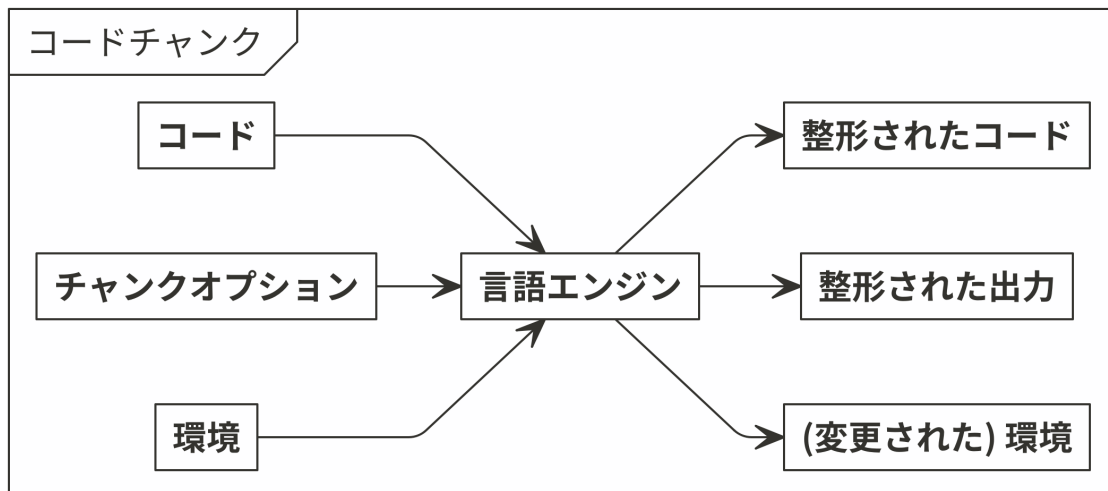 コードチャンク
コード
整形されたコード
チャンクオプション
言語エンジン
整形された出力
環境
(変更された) 環境